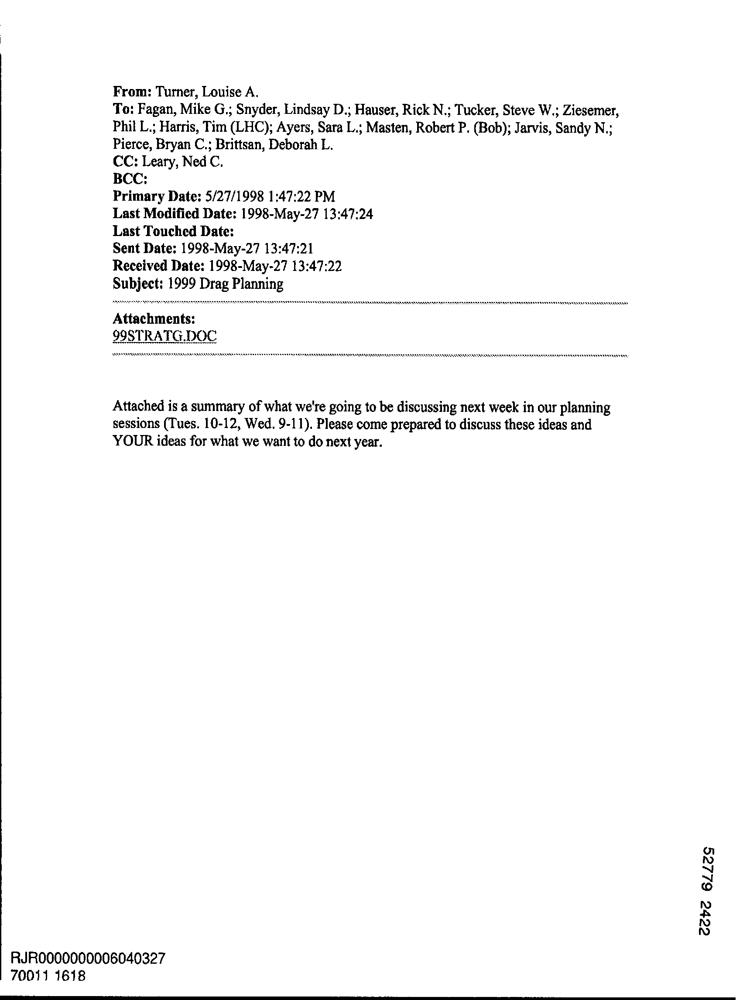 From: Turner, Louise A.
To: Fagan, Mike G.; Snyder, Lindsay D.; Hauser, Rick N.; Tucker, Steve W.; Ziesemer,
Phil L.; Harris, Tim (LHC); Ayers, Sara L.; Masten, Robert P. (Bob); Jarvis, Sandy N.;
Pierce, Bryan C.; Brittsan, Deborah L.
CC: Leary, Ned C.
BCC:
Primary Date: 5/27/1998 1:47:22 PM
Last Modified Date: 1998-May-27 13:47:24
Last Touched Date:
Sent Date: 1998-May-27 13:47:21
Received Date: 1998-May-27 13:47:22
Subject: 1999 Drag Planning
Attachments:
99STRATG.DOC
Attached is a summary of what we're going to be discussing next week in our planning
sessions (Tues. 10-12, Wed. 9-11). Please come prepared to discuss these ideas and
YOUR ideas for what we want to do next year.
52779 2422
RJR0000000006040327
70011 1618